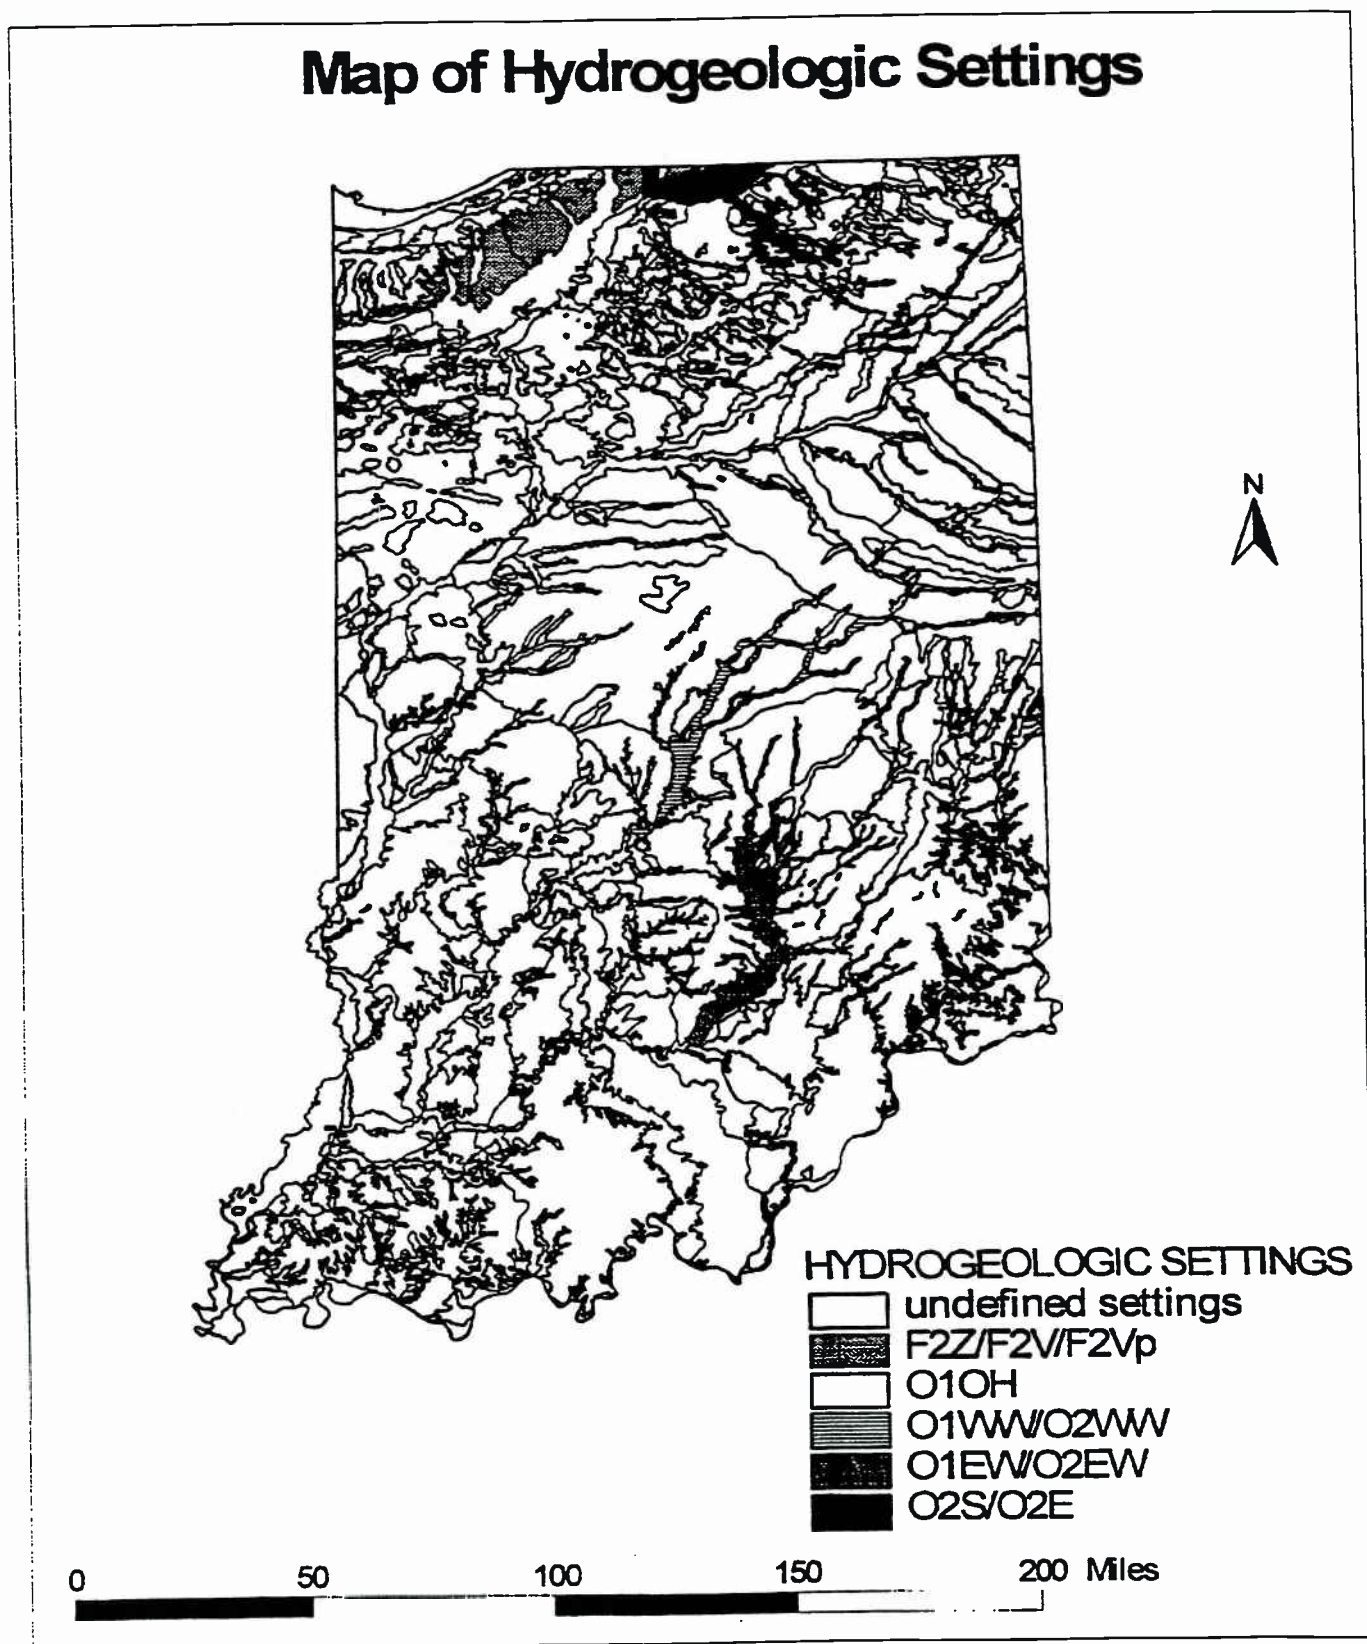 Map of Hydrogeologic Settings
N
HYDROGEOLOGIC SETTINGS
undefined settings
F2Z/F2V/F2Vp
O1OH
O1WW/O2WW
O1EW/O2EW
O2S/O2E
0 50 100 150 200 Miles